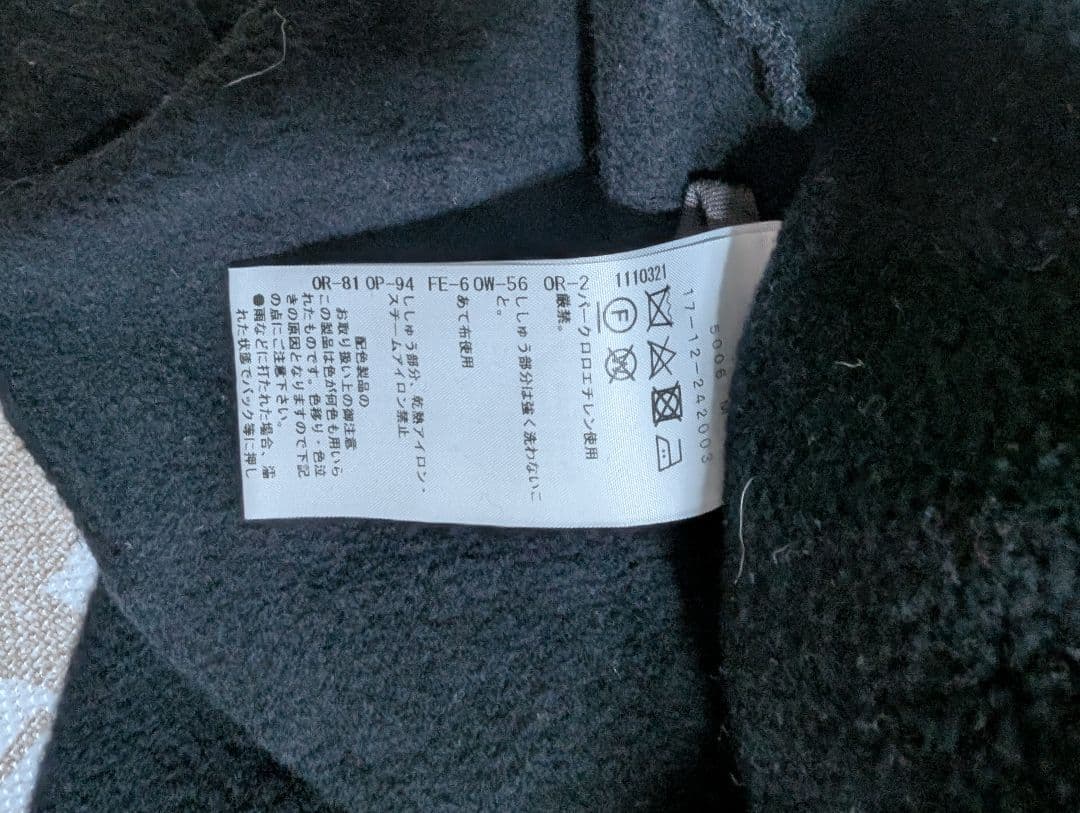 5006 M
17-12-242003
1110321
F
W
OR-2
パークロロエチレン使用
厳禁。
OW-56
ししゅう部分は強く洗わないこ
と。
FE-6
あて布使用
OP-94
ししゅう部分、乾熱アイロン・
スチームアイロン禁止
OR-81
配色製品の
お取り扱い上の御注意
この製品は色が何色も用いら
れたものです。色移り・色泣
きの原因となりますので下記
の点にご注意下さい。
●雨などに打たれた場合、濡
れた状態でバック等に押し